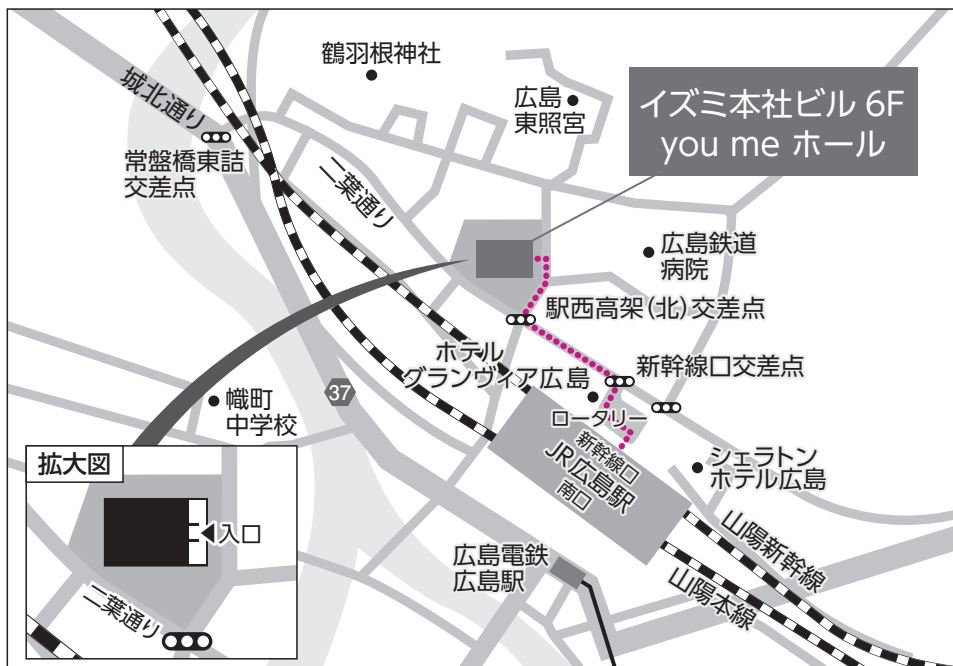 鶴羽根神社
広島
東照宮
イズミ本社ビル 6F
you me ホール
城北通り
常盤橋東詰
交差点
二葉通り
広島鉄道
病院
駅西高架(北)交差点
ホテル
グランヴィア広島
新幹線口交差点
37
幟町
中学校
ロータリー
新幹線口
JR広島駅
南口
シェラトン
ホテル広島
拡大図
入口
二葉通り
広島電鉄
広島駅
山陽新幹線
山陽本線